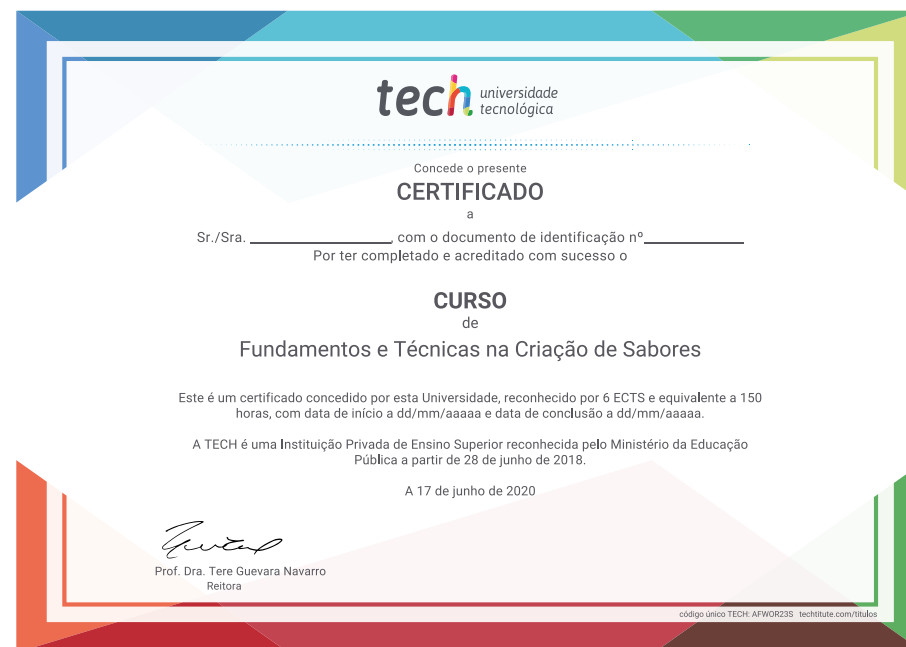 tech universidade
tecnológica
Concede o presente
CERTIFICADO
a
Sr./Sra. ____________________, com o documento de identificação nº______________
Por ter completado e acreditado com sucesso o
CURSO
de
Fundamentos e Técnicas na Criação de Sabores
Este é um certificado concedido por esta Universidade, reconhecido por 6 ECTS e equivalente a 150
horas, com data de início a dd/mm/aaaaa e data de conclusão a dd/mm/aaaaa.
A TECH é uma Instituição Privada de Ensino Superior reconhecida pelo Ministério da Educação
Pública a partir de 28 de junho de 2018.
A 17 de junho de 2020
Prof. Dra. Tere Guevara Navarro
Reitora
código único TECH: AFWOR23S techtitute.com/titulos